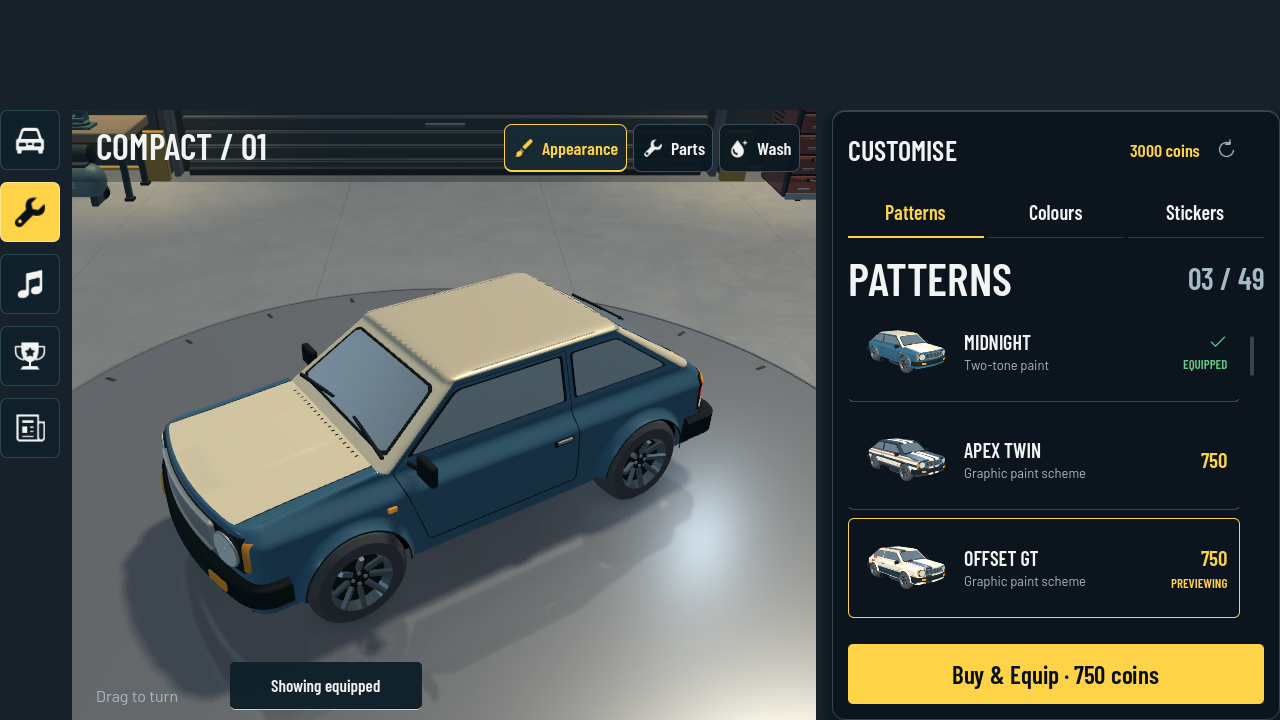 COMPACT / 01
Appearance
Parts
Wash
Drag to turn
Showing equipped
CUSTOMISE
3000 coins
Patterns
Colours
Stickers
PATTERNS
03 / 49
MIDNIGHT
Two-tone paint
EQUIPPED
APEX TWIN
Graphic paint scheme
750
OFFSET GT
Graphic paint scheme
750
PREVIEWING
Buy & Equip · 750 coins